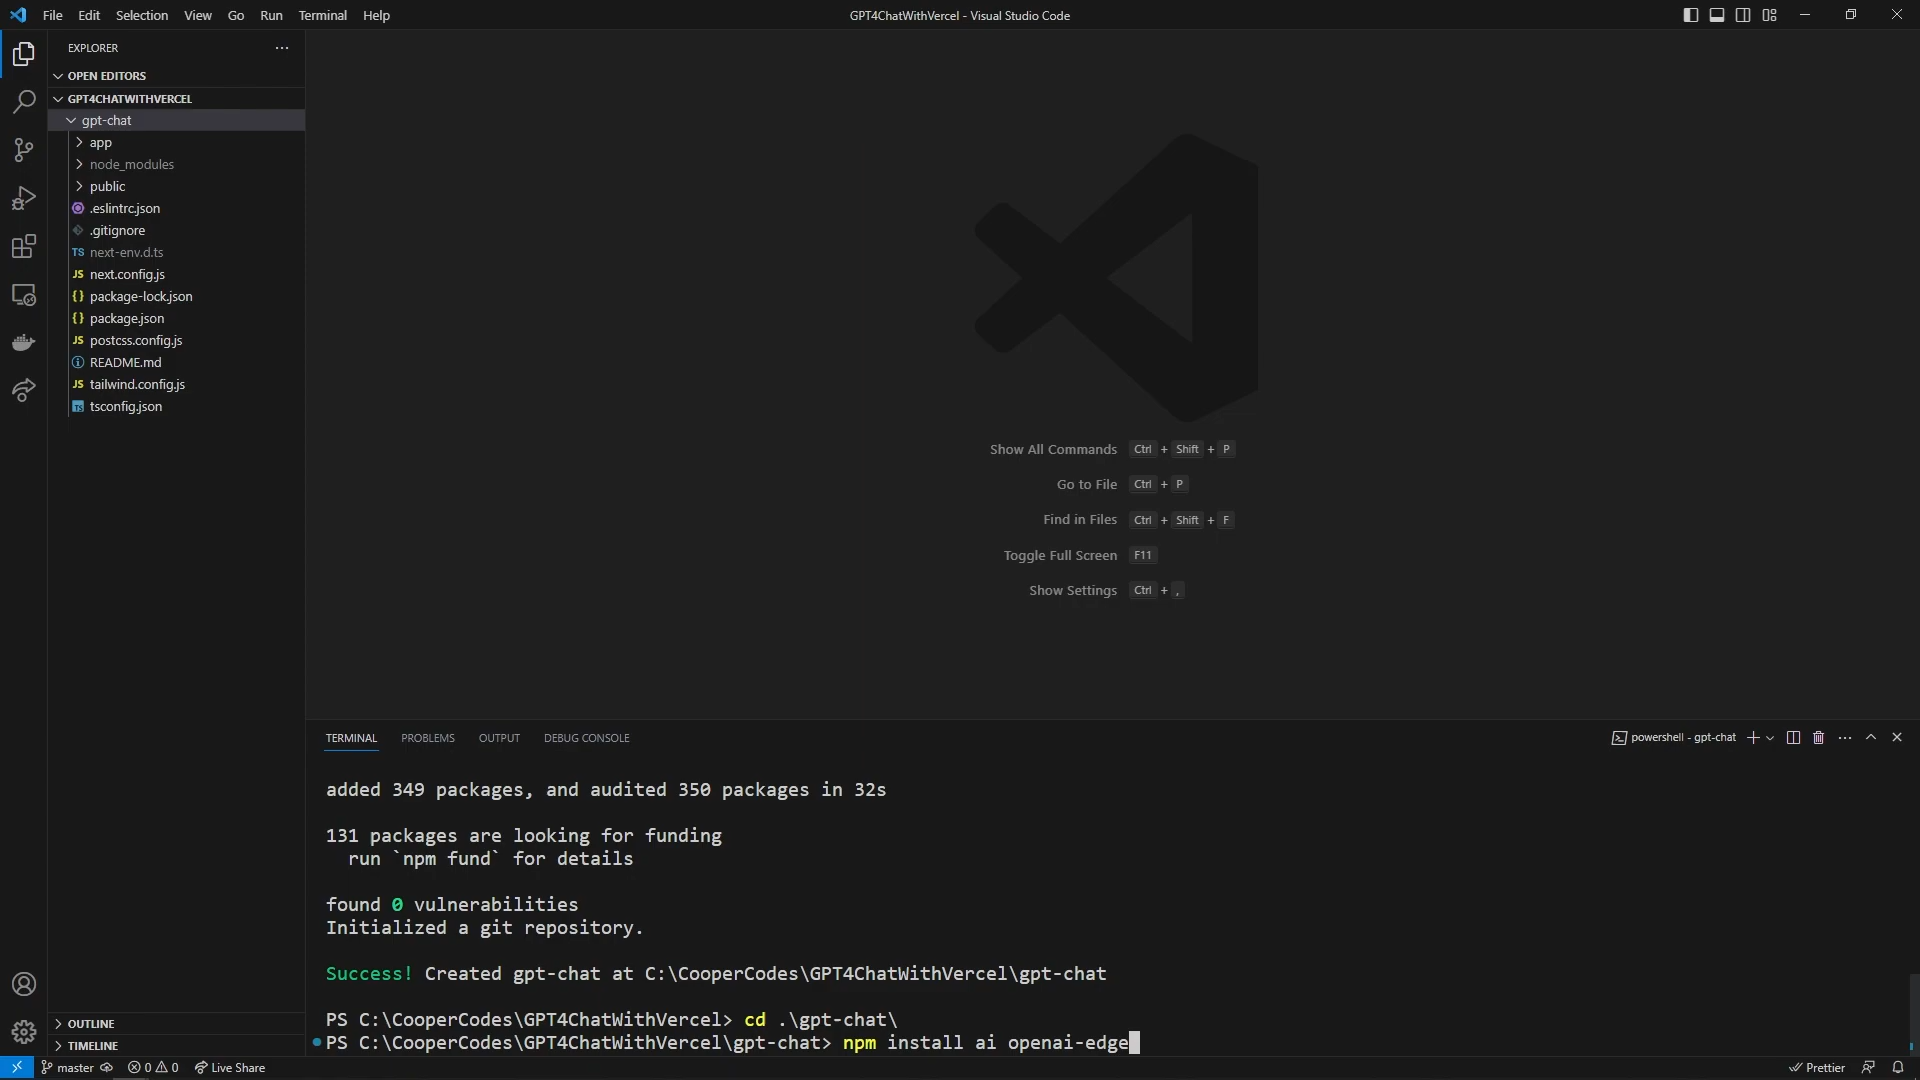 File Edit Selection View Go Run Terminal Help
GPT4ChatWithVercel - Visual Studio Code
EXPLORER
OPEN EDITORS
GPT4CHATWITHVERCEL
gpt-chat
app
node_modules
public
.eslintrc.json
.gitignore
TS next-env.d.ts
JS next.config.js
{} package-lock.json
{} package.json
JS postcss.config.js
README.md
JS tailwind.config.js
TS tsconfig.json
OUTLINE
TIMELINE
Show All Commands Ctrl + Shift + P
Go to File Ctrl + P
Find in Files Ctrl + Shift + F
Toggle Full Screen F11
Show Settings Ctrl + ,
TERMINAL PROBLEMS OUTPUT DEBUG CONSOLE
powershell - gpt-chat
added 349 packages, and audited 350 packages in 32s
131 packages are looking for funding
run `npm fund` for details
found 0 vulnerabilities
Initialized a git repository.
Success! Created gpt-chat at C:\CooperCodes\GPT4ChatWithVercel\gpt-chat
PS C:\CooperCodes\GPT4ChatWithVercel> cd .\gpt-chat\
PS C:\CooperCodes\GPT4ChatWithVercel\gpt-chat> npm install ai openai-edge
master 0 0 Live Share
Prettier